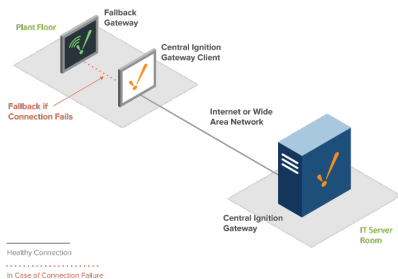 Plant Floor
Fallback
Gateway
Central Ignition
Gateway Client
Fallback if
Connection Fails
Internet or Wide
Area Network
Central Ignition
Gateway
IT Server
Room
Healthy Connection
In Case of Connection Failure